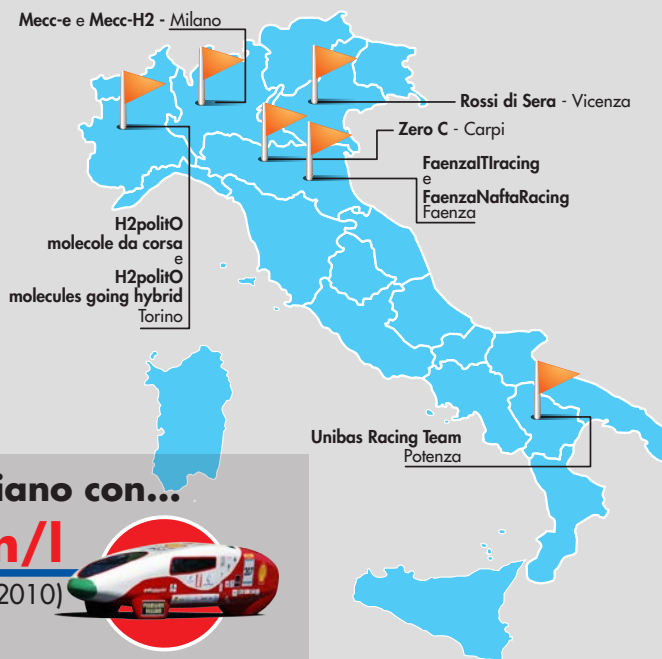 Mecc-e e Mecc-H2 - Milano
Rossi di Sera - Vicenza
Zero C - Carpi
FaenzaITIracing
e
FaenzaNaftaRacing
Faenza
H2politO
molecole da corsa
e
H2politO
molecules going hybrid
Torino
Unibas Racing Team
Potenza
iano con...
n/l
2010)